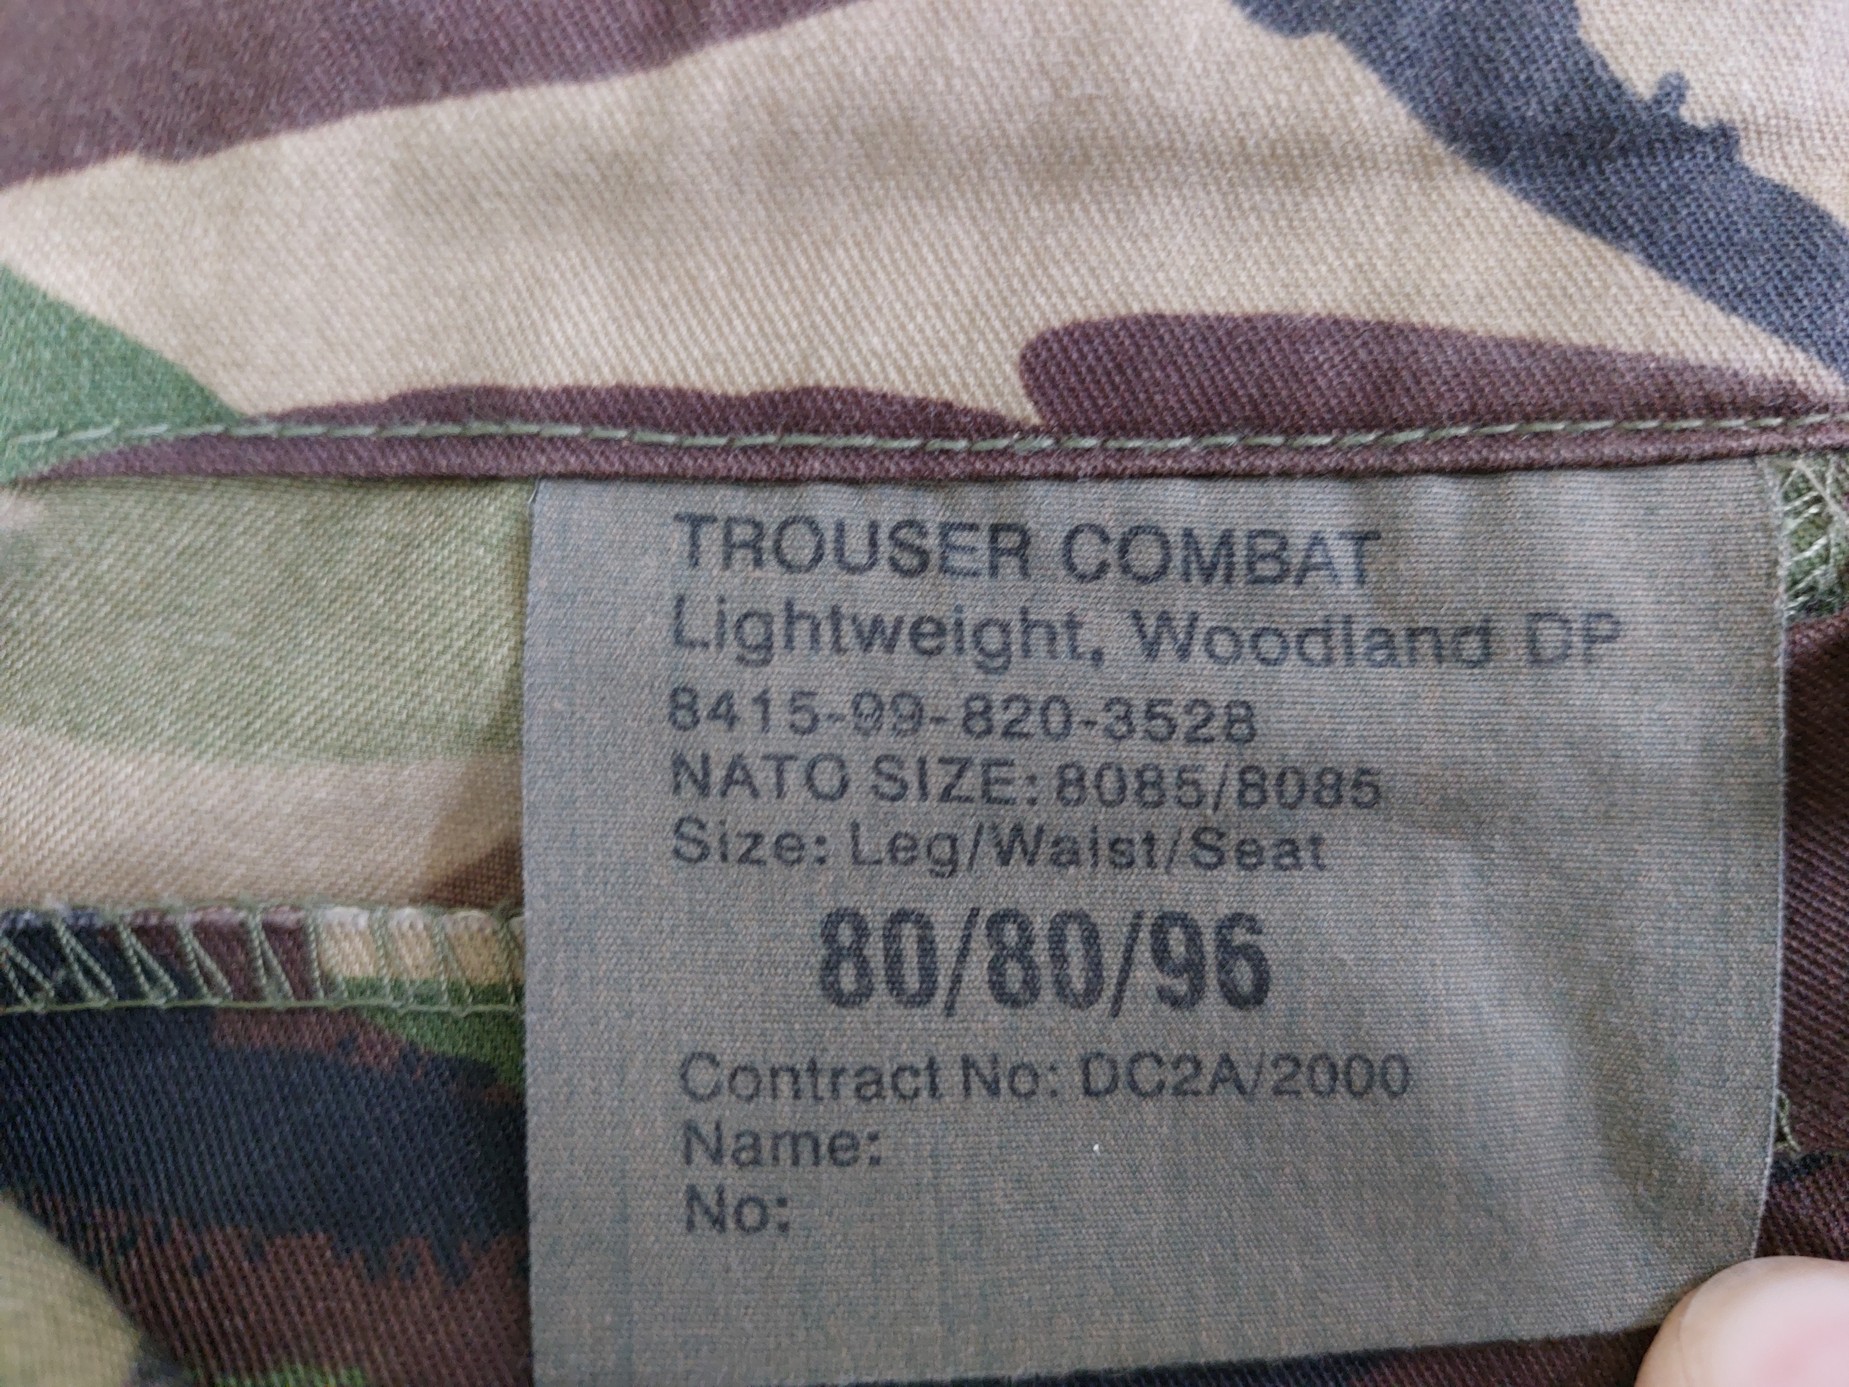 TROUSER COMBAT
Lightweight, Woodland DP
8415-99-820-3528
NATO SIZE: 8085/8085
Size: Leg/Waist/Seat
80/80/96
Contract No: DC2A/2000
Name:
No: